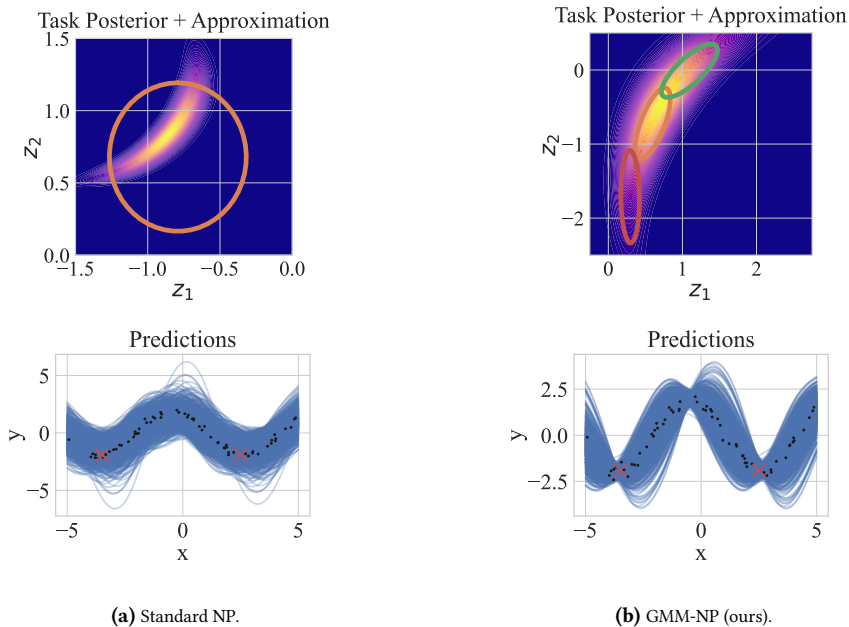 Task Posterior + Approximation
1.5
1.0
0.5
0.0
z2
−1.5
−1.0
−0.5
0.0
z1
Predictions
5
0
−5
y
−5
0
5
x
(a) Standard NP.
Task Posterior + Approximation
0
−1
−2
z2
0
1
2
z1
Predictions
2.5
0.0
−2.5
y
−5
0
5
x
(b) GMM-NP (ours).